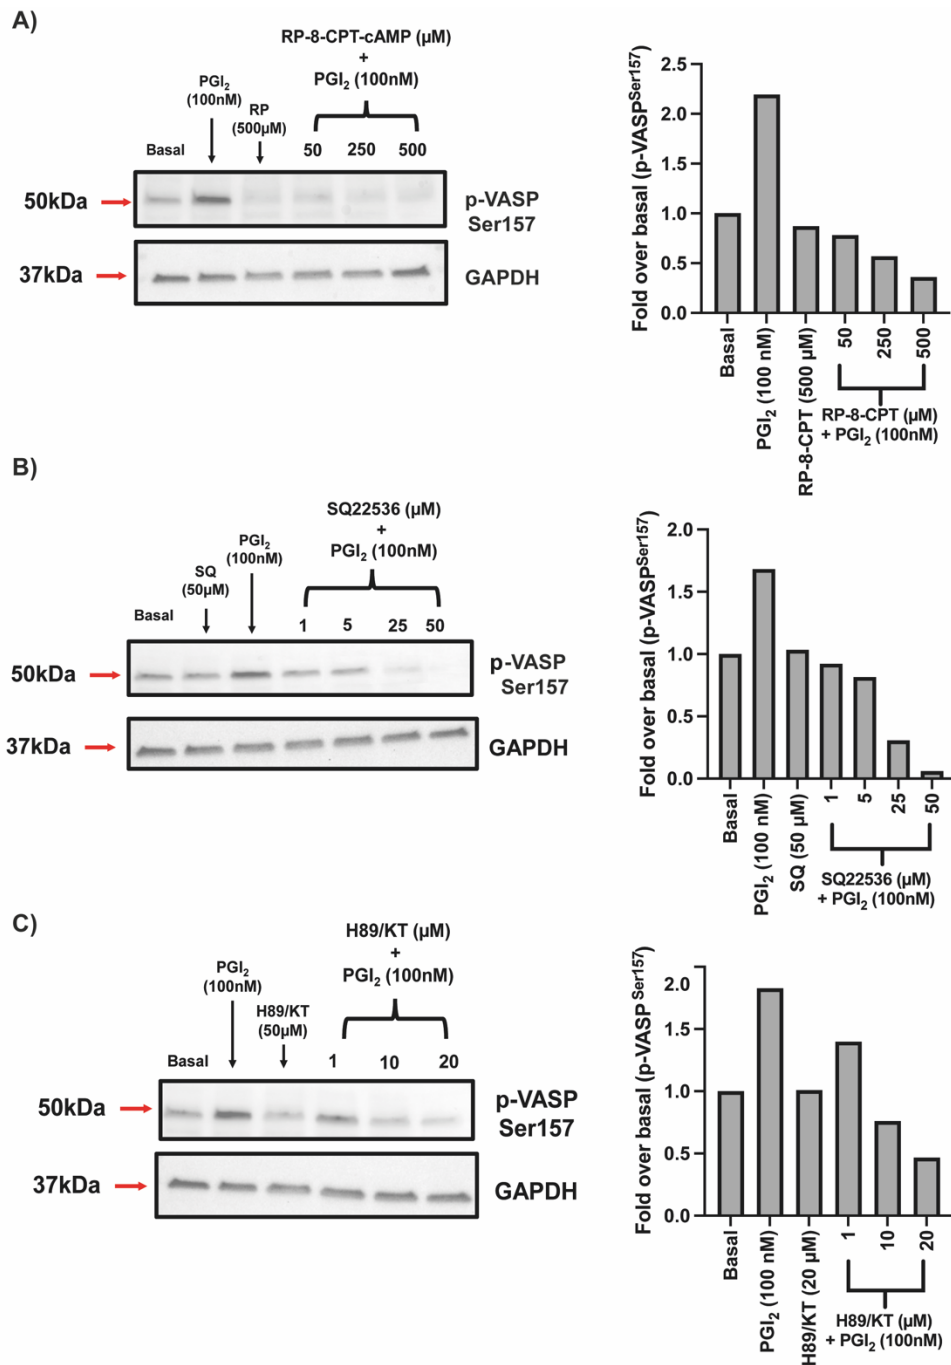 A)
RP-8-CPT-cAMP (µM)
+
PGI₂ (100nM)
PGI₂
(100nM)
RP
(500µM)
Basal
50 250 500
50kDa
p-VASP
Ser157
37kDa
GAPDH
Fold over basal (p-VASP^Ser157)
2.5
2.0
1.5
1.0
0.5
0.0
Basal
PGI₂ (100 nM)
RP-8-CPT (500 µM)
50
250
500
RP-8-CPT (µM)
+ PGI₂ (100nM)
B)
SQ22536 (µM)
+
PGI₂ (100nM)
PGI₂
(100nM)
SQ
(50µM)
Basal
1 5 25 50
50kDa
p-VASP
Ser157
37kDa
GAPDH
Fold over basal (p-VASP^Ser157)
2.0
1.5
1.0
0.5
0.0
Basal
PGI₂ (100 nM)
SQ (50 µM)
1
5
25
50
SQ22536 (µM)
+ PGI₂ (100nM)
C)
H89/KT (µM)
+
PGI₂ (100nM)
PGI₂
(100nM)
H89/KT
(50µM)
Basal
1 10 20
50kDa
p-VASP
Ser157
37kDa
GAPDH
Fold over basal (p-VASP^Ser157)
2.0
1.5
1.0
0.5
0.0
Basal
PGI₂ (100 nM)
H89/KT (20 µM)
1
10
20
H89/KT (µM)
+ PGI₂ (100nM)